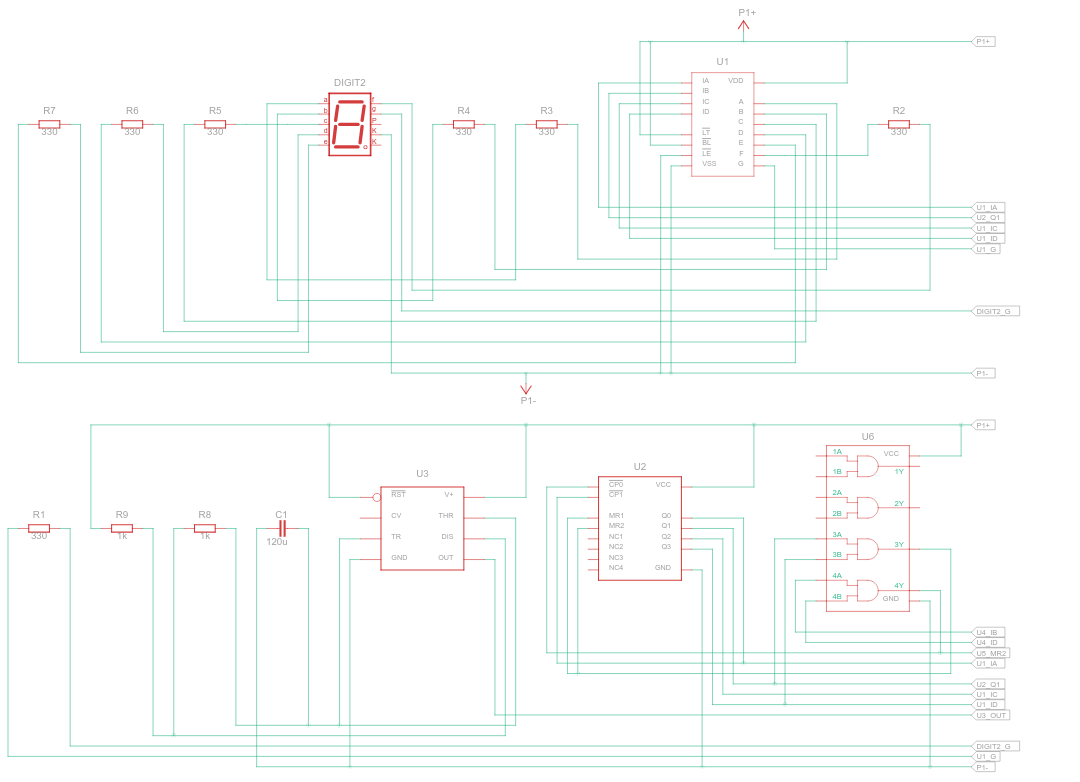 P1+
P1+
U1
DIGIT2
R7
330
R6
330
R5
330
a
b
c
d
e
f
g
P
K
K
R4
330
R3
330
IA
IB
IC
ID
LT
BL
LE
VSS
VDD
A
B
C
D
E
F
G
R2
330
U1_IA
U2_Q1
U1_IC
U1_ID
U1_G
DIGIT2_G
P1-
P1-
P1+
U3
U2
U6
R1
330
R9
1k
R8
1k
C1
120u
RST
CV
TR
GND
V+
THR
DIS
OUT
CP0
CP1
MR1
MR2
NC1
NC2
NC3
NC4
VCC
Q0
Q1
Q2
Q3
GND
1A
1B
2A
2B
3A
3B
4A
4B
VCC
1Y
2Y
3Y
4Y
GND
U4_IB
U4_ID
U5_MR2
U1_IA
U2_Q1
U1_IC
U1_ID
U3_OUT
DIGIT2_G
U1_G
P1-